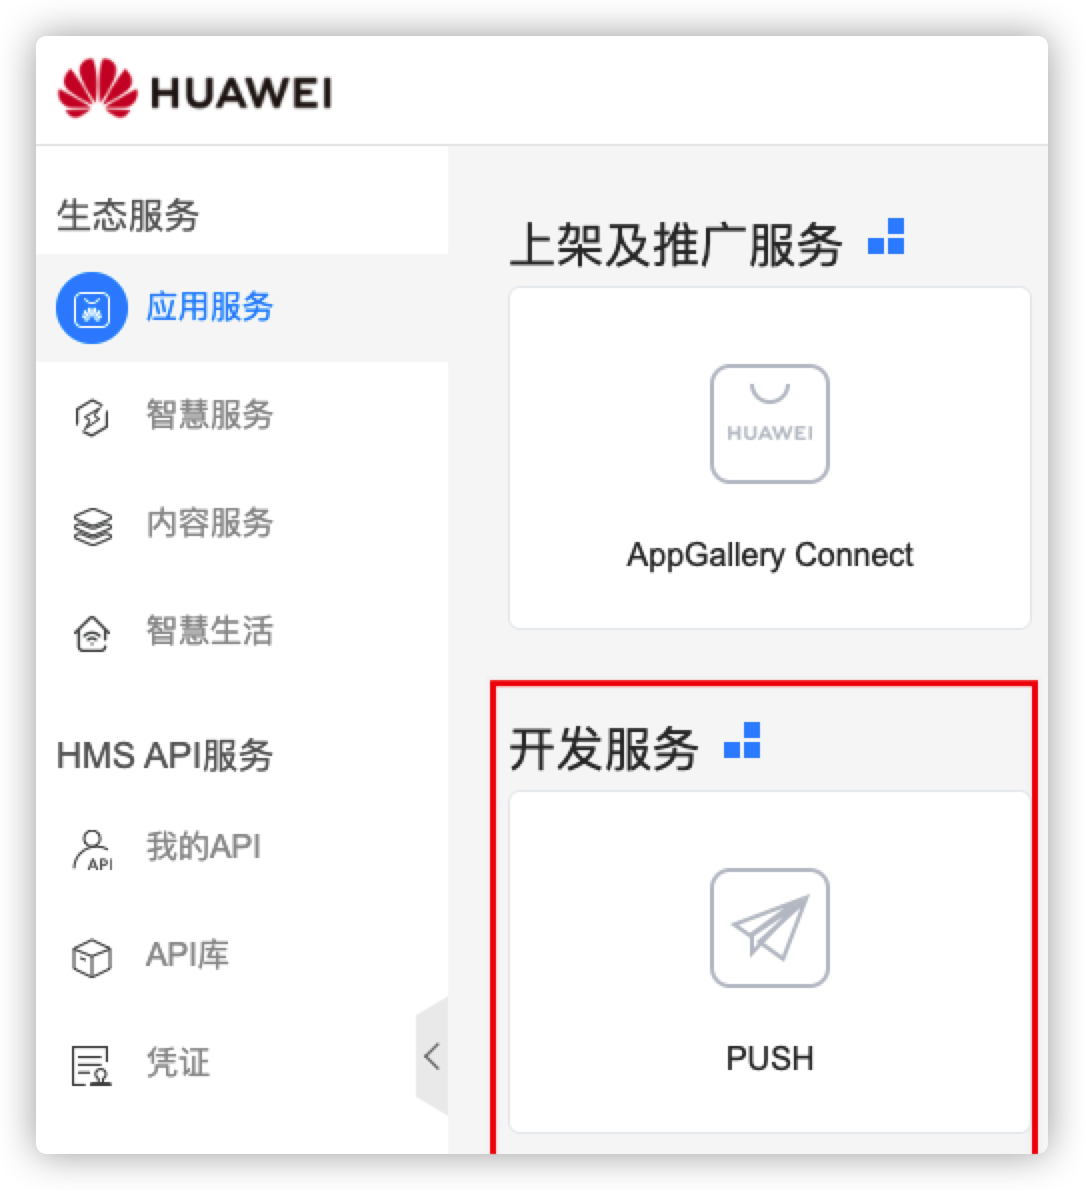 HUAWEI
生态服务
应用服务
智慧服务
内容服务
智慧生活
HMS API服务
我的API
API
API库
凭证
上架及推广服务
HUAWEI
AppGallery Connect
开发服务
PUSH